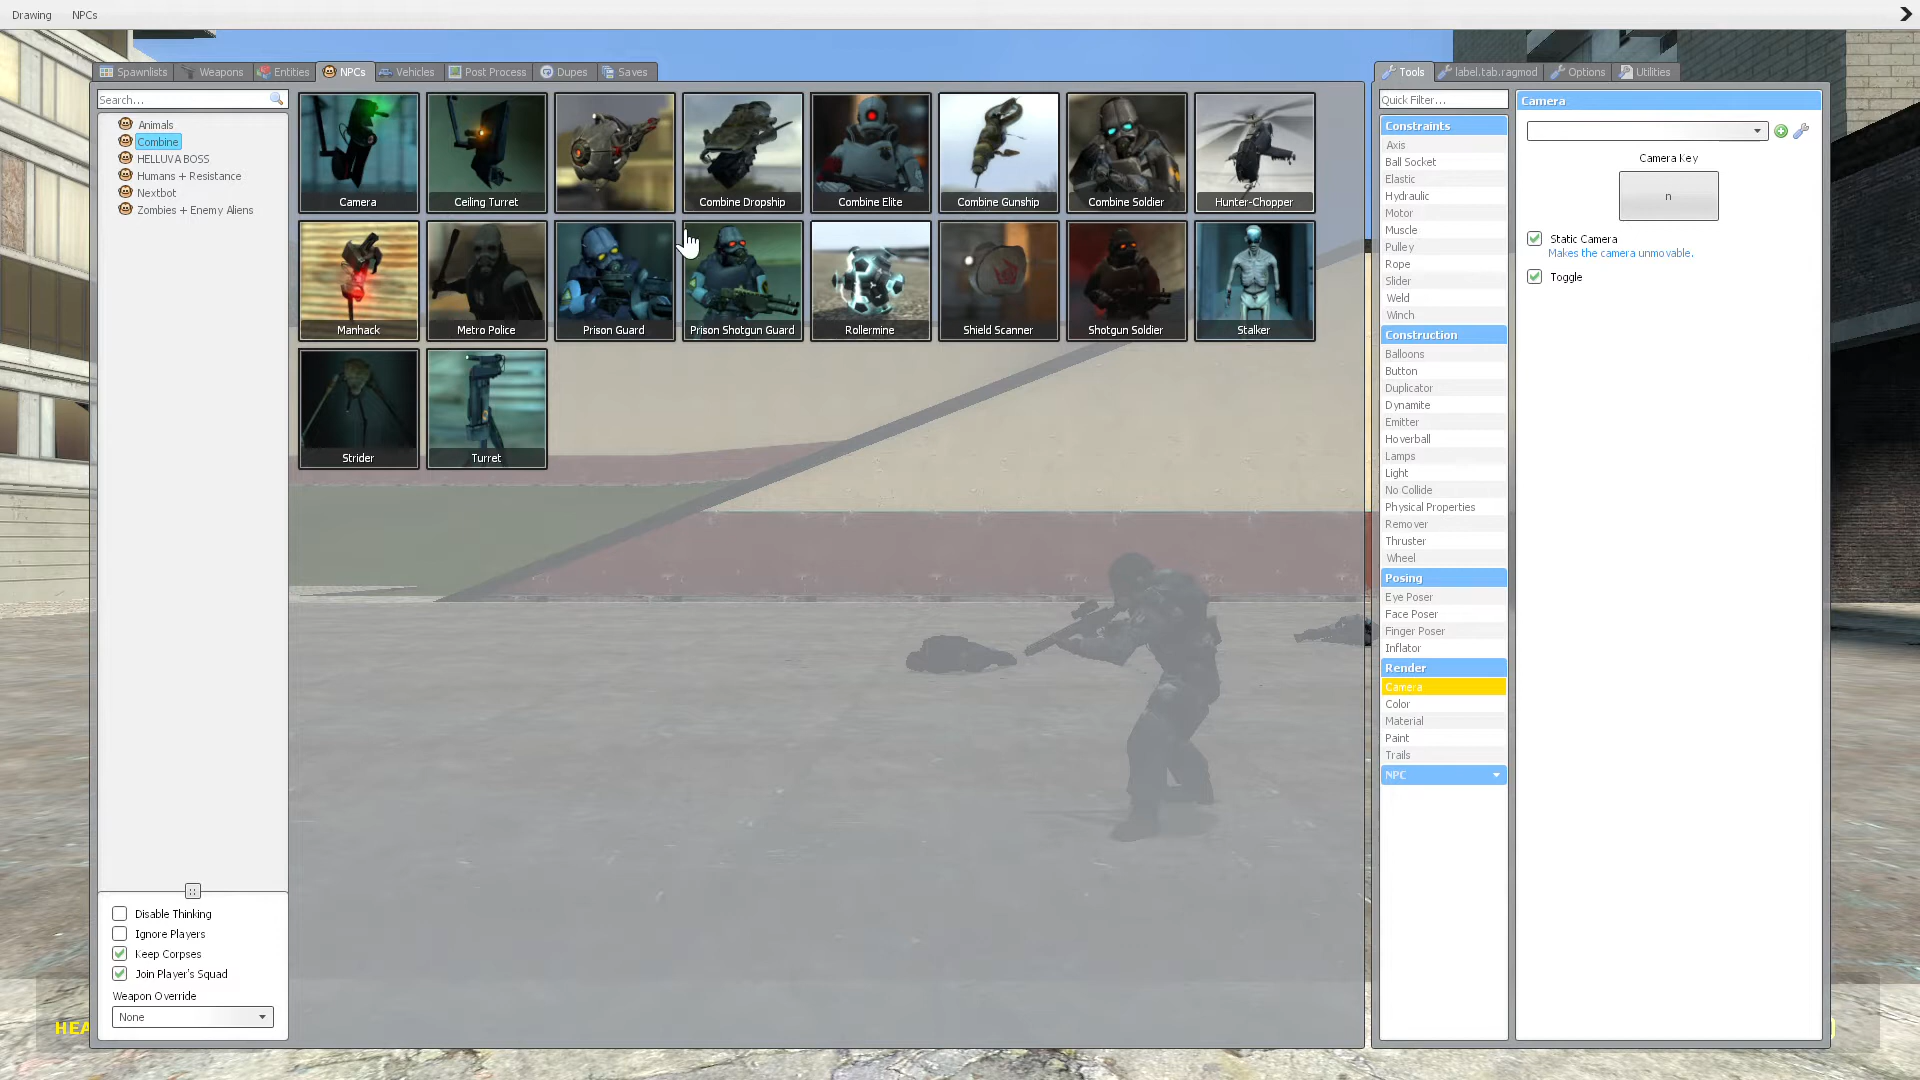 Drawing NPCs
Spawnlists Weapons Entities NPCs Vehicles Post Process Dupes Saves
Tools label.tab.ragmod Options Utilities
Search...
Animals
Combine
HELLUVA BOSS
Humans + Resistance
Nextbot
Zombies + Enemy Aliens
Camera Ceiling Turret Combine Dropship Combine Elite Combine Gunship Combine Soldier Hunter-Chopper
Manhack Metro Police Prison Guard Prison Shotgun Guard Rollermine Shield Scanner Shotgun Soldier Stalker
Strider Turret
Disable Thinking
Ignore Players
Keep Corpses
Join Player's Squad
Weapon Override
None
HEA
Quick Filter...
Constraints
Axis
Ball Socket
Elastic
Hydraulic
Motor
Muscle
Pulley
Rope
Slider
Weld
Winch
Construction
Balloons
Button
Duplicator
Dynamite
Emitter
Hoverball
Lamps
Light
No Collide
Physical Properties
Remover
Thruster
Wheel
Posing
Eye Poser
Face Poser
Finger Poser
Inflator
Render
Camera
Color
Material
Paint
Trails
NPC
Camera
Camera Key
n
Static Camera
Makes the camera unmovable.
Toggle